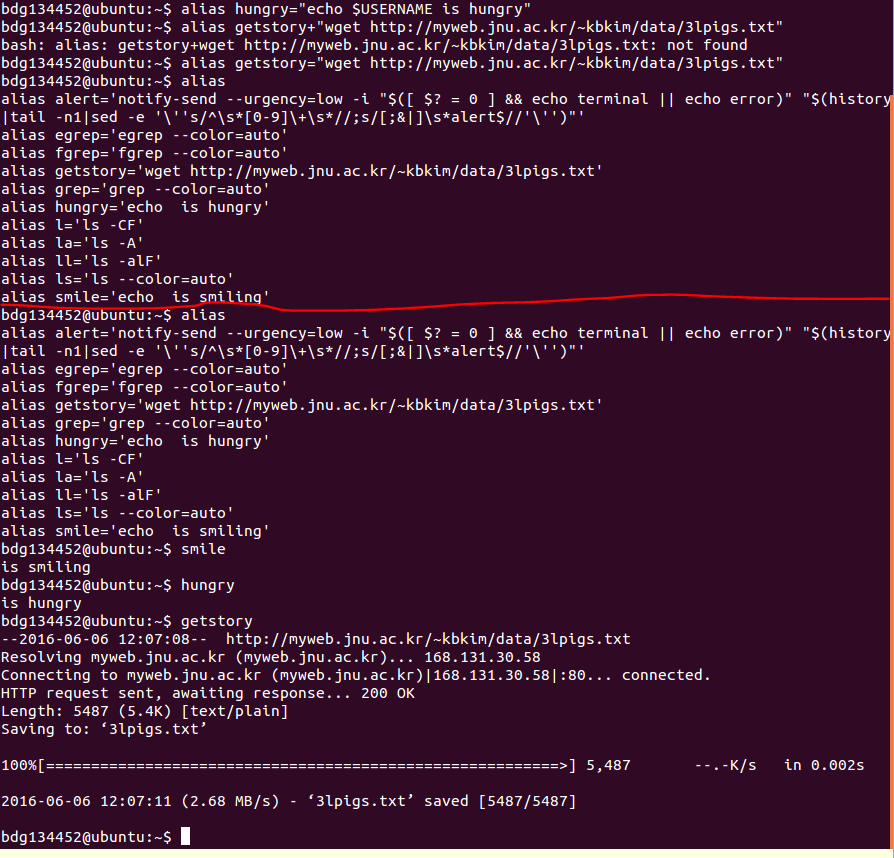 bdg134452@ubuntu:~$ alias hungry="echo $USERNAME is hungry"
bdg134452@ubuntu:~$ alias getstory+"wget http://myweb.jnu.ac.kr/~kbkim/data/3lpigs.txt"
bash: alias: getstory+wget http://myweb.jnu.ac.kr/~kbkim/data/3lpigs.txt: not found
bdg134452@ubuntu:~$ alias getstory="wget http://myweb.jnu.ac.kr/~kbkim/data/3lpigs.txt"
bdg134452@ubuntu:~$ alias
alias alert='notify-send --urgency=low -i "$([ $? = 0 ] && echo terminal || echo error)" "$(history
|tail -n1|sed -e '\''s/^\s*[0-9]\+\s*//;s/[;&|]\s*alert$//'\'')"'
alias egrep='egrep --color=auto'
alias fgrep='fgrep --color=auto'
alias getstory='wget http://myweb.jnu.ac.kr/~kbkim/data/3lpigs.txt'
alias grep='grep --color=auto'
alias hungry='echo  is hungry'
alias l='ls -CF'
alias la='ls -A'
alias ll='ls -alF'
alias ls='ls --color=auto'
alias smile='echo  is smiling'
bdg134452@ubuntu:~$ alias
alias alert='notify-send --urgency=low -i "$([ $? = 0 ] && echo terminal || echo error)" "$(history
|tail -n1|sed -e '\''s/^\s*[0-9]\+\s*//;s/[;&|]\s*alert$//'\'')"'
alias egrep='egrep --color=auto'
alias fgrep='fgrep --color=auto'
alias getstory='wget http://myweb.jnu.ac.kr/~kbkim/data/3lpigs.txt'
alias grep='grep --color=auto'
alias hungry='echo  is hungry'
alias l='ls -CF'
alias la='ls -A'
alias ll='ls -alF'
alias ls='ls --color=auto'
alias smile='echo  is smiling'
bdg134452@ubuntu:~$ smile
is smiling
bdg134452@ubuntu:~$ hungry
is hungry
bdg134452@ubuntu:~$ getstory
--2016-06-06 12:07:08--  http://myweb.jnu.ac.kr/~kbkim/data/3lpigs.txt
Resolving myweb.jnu.ac.kr (myweb.jnu.ac.kr)... 168.131.30.58
Connecting to myweb.jnu.ac.kr (myweb.jnu.ac.kr)|168.131.30.58|:80... connected.
HTTP request sent, awaiting response... 200 OK
Length: 5487 (5.4K) [text/plain]
Saving to: ‘3lpigs.txt’
100%[=========================================================>] 5,487       --.-K/s   in 0.002s
2016-06-06 12:07:11 (2.68 MB/s) - ‘3lpigs.txt’ saved [5487/5487]
bdg134452@ubuntu:~$